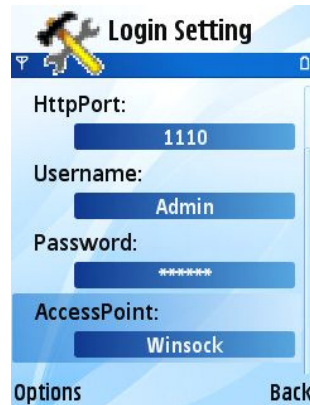 Login Setting
HttpPort:
1110
Username:
Admin
Password:
******
AccessPoint:
Winsock
Options Back